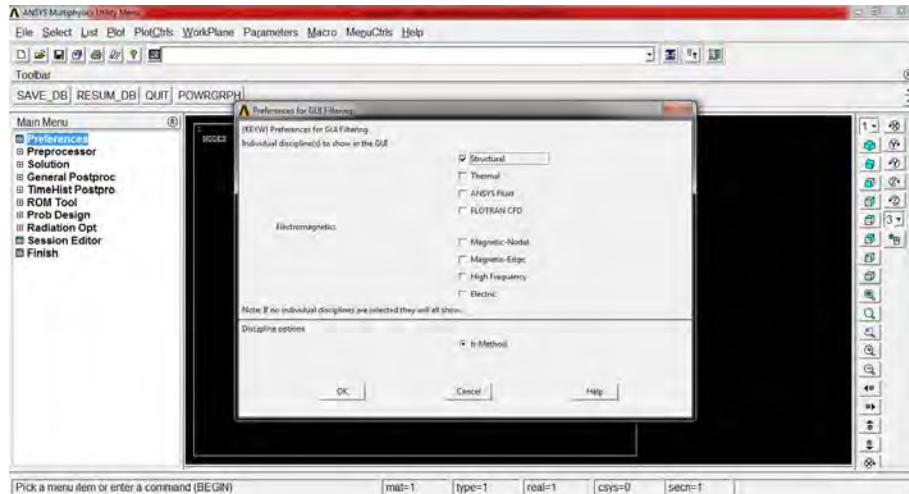 ANSYS Multiphysics Utility Menu
File Select List Plot PlotCtrls WorkPlane Parameters Macro MenuCtrls Help
Toolbar
SAVE_DB RESUM_DB QUIT POWRGRPH
Main Menu
Preferences
Preprocessor
Solution
General Postproc
TimeHist Postpro
ROM Tool
Prob Design
Radiation Opt
Session Editor
Finish
1
NODES
Preferences for GUI Filtering
[KEYW] Preferences for GUI Filtering
Individual discipline(s) to show in the GUI
Structural
Thermal
ANSYS Fluid
FLOTRAN CFD
Electromagnetics
Magnetic-Nodal
Magnetic-Edge
High Frequency
Electric
Note: If no individual disciplines are selected they will all show.
Discipline options
h-Method
OK Cancel Help
1
3
Pick a menu item or enter a command (BEGIN) mat=1 type=1 real=1 csys=0 secn=1